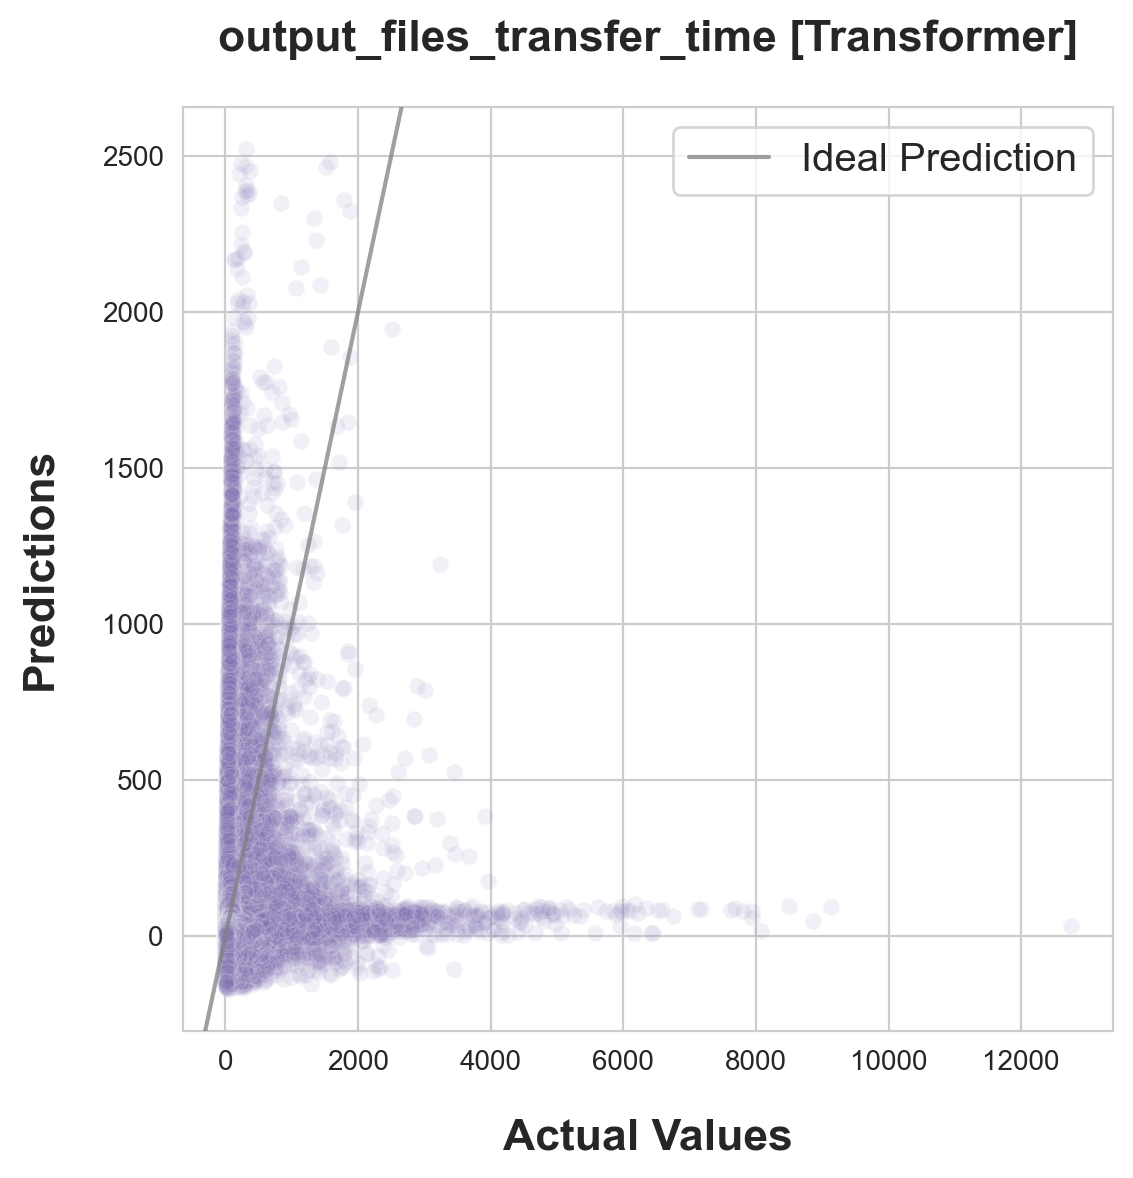 output_files_transfer_time [Transformer]
Ideal Prediction
2500
2000
1500
1000
500
0
Predictions
0 2000 4000 6000 8000 10000 12000
Actual Values